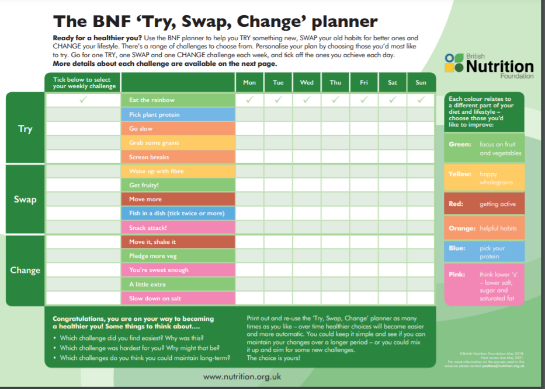 The BNF 'Try, Swap, Change' planner
Ready for a healthier you? Use the BNF planner to help you TRY something new, SWAP your old habits for better ones and
CHANGE your lifestyle. There's a range of challenges to choose from. Personalise your plan by choosing those you'd most like
to try. Go for one TRY, one SWAP and one CHANGE challenge each week, and tick off the ones you achieve each day.
More details about each challenge are available on the next page.
British
Nutrition
Foundation
Tick below to select
your weekly challenge
Mon Tue Wed Thu Fri Sat Sun
Try
Eat the rainbow
Pick plant protein
Go slow
Grab some grains
Screen breaks
Swap
Wake up with fibre
Get fruity!
Move more
Fish in a dish (tick twice or more)
Snack attack!
Change
Move it, shake it
Pledge more veg
You're sweet enough
A little extra
Slow down on salt
Each colour relates to
a different part of your
diet and lifestyle –
choose those you'd
like to improve:
Green: focus on fruit
and vegetables
Yellow: happy
wholegrains
Red: getting active
Orange: helpful habits
Blue: pick your
protein
Pink: think lower 's'
– lower salt,
sugar and
saturated fat
Congratulations, you are on your way to becoming
a healthier you! Some things to think about....
• Which challenge did you find easiest? Why was this?
• Which challenge was hardest for you? Why might that be?
• Which challenges do you think you could maintain long-term?
Print out and re-use the 'Try, Swap, Change' planner as many
times as you like – over time healthier choices will become easier
and more automatic. You could keep it simple and see if you can
maintain your changes over a longer period – or you could mix
it up and aim for some new challenges.
The choice is yours!
www.nutrition.org.uk